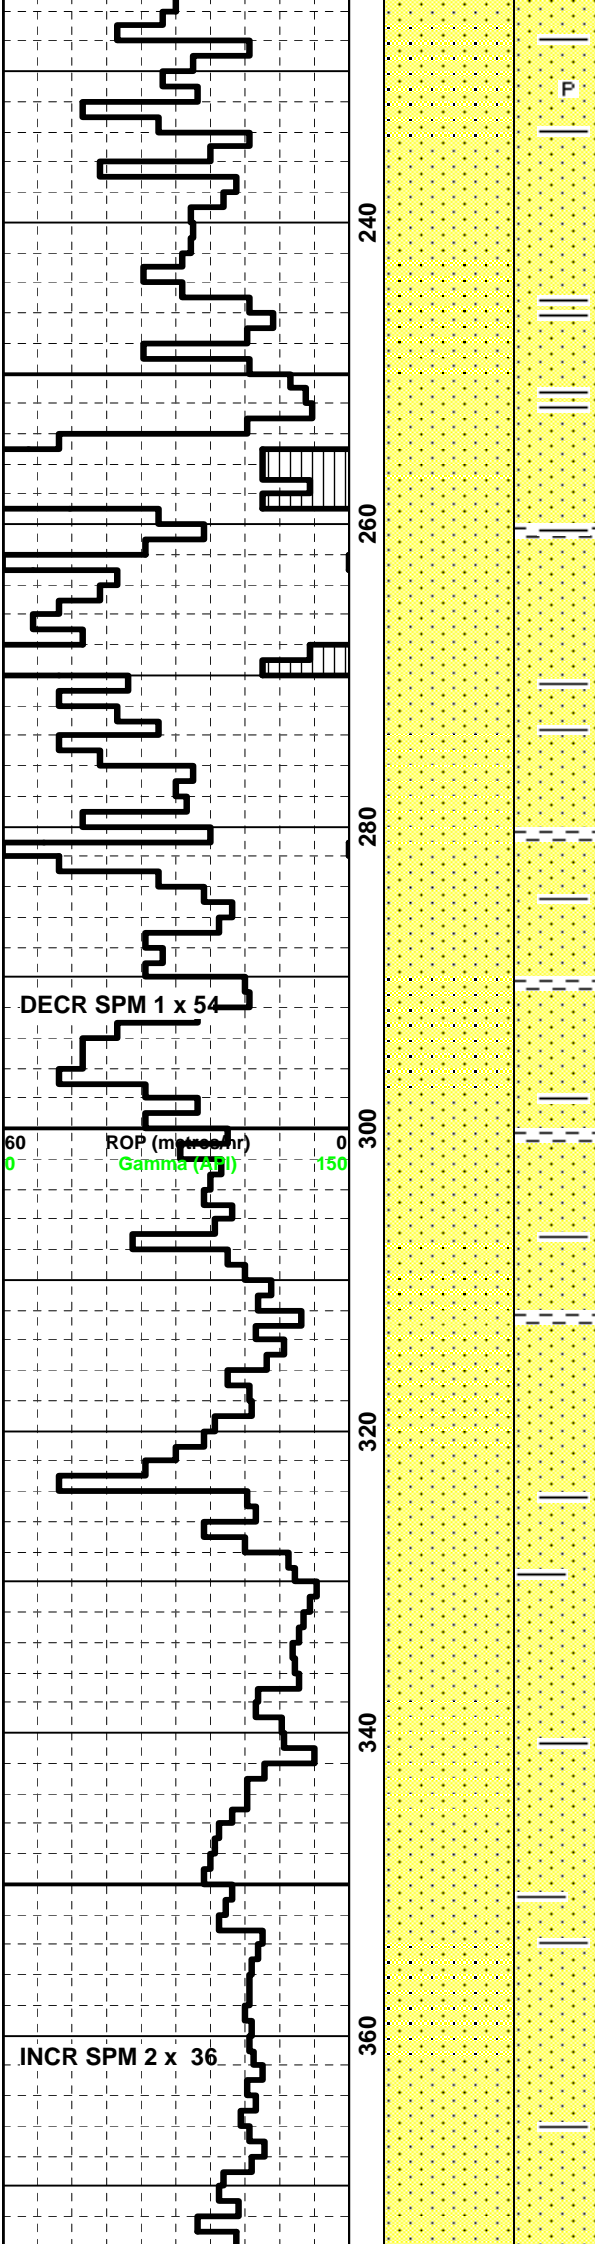 P
240
260
280
DECR SPM 1 x 54
300
60 ROP (metres/hr) 0
0 Gamma (API) 150
320
340
360
INCR SPM 2 x 36